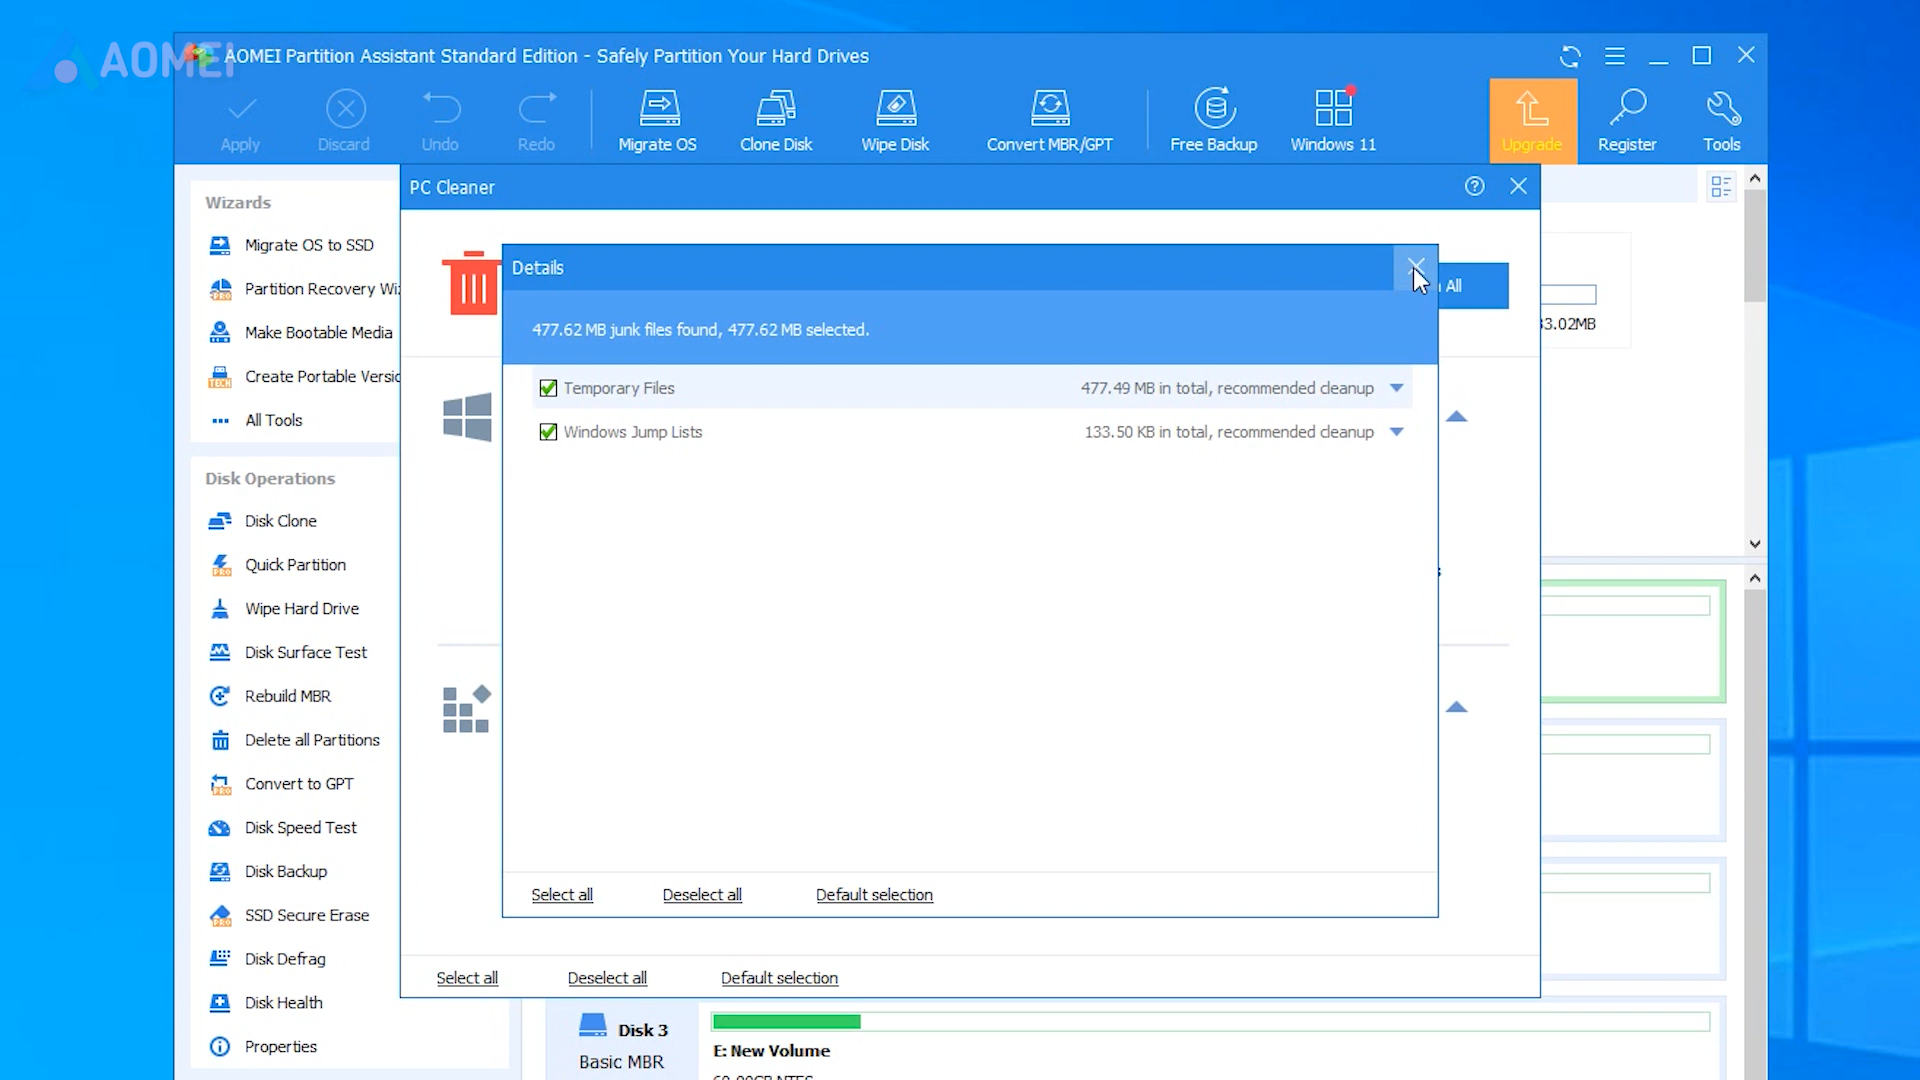 AOMEI
AOMEI Partition Assistant Standard Edition - Safely Partition Your Hard Drives
Apply
Discard
Undo
Redo
Migrate OS
Clone Disk
Wipe Disk
Convert MBR/GPT
Free Backup
Windows 11
Upgrade
Register
Tools
Wizards
Migrate OS to SSD
Partition Recovery Wiz
Make Bootable Media
Create Portable Versio
All Tools
Disk Operations
Disk Clone
Quick Partition
PRO
Wipe Hard Drive
Disk Surface Test
Rebuild MBR
Delete all Partitions
Convert to GPT
PRO
Disk Speed Test
Disk Backup
SSD Secure Erase
PRO
Disk Defrag
Disk Health
Properties
PC Cleaner
All
Details
477.62 MB junk files found, 477.62 MB selected.
Temporary Files
477.49 MB in total, recommended cleanup
Windows Jump Lists
133.50 KB in total, recommended cleanup
Select all
Deselect all
Default selection
Select all
Deselect all
Default selection
3.02MB
Disk 3
Basic MBR
E: New Volume